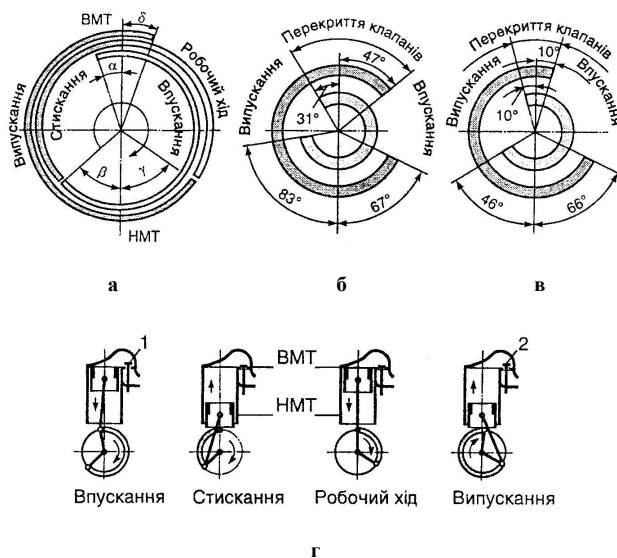 ВМТ
δ
α
Випускання
Стискання
Впускання
Робочий хід
β
γ
НМТ
Перекриття клапанів
Випускання
47°
31°
Впускання
83°
67°
Перекриття клапанів
Випускання
10°
10°
Впускання
46°
66°
а
б
в
1
ВМТ
НМТ
2
Впускання
Стискання
Робочий хід
Випускання
г